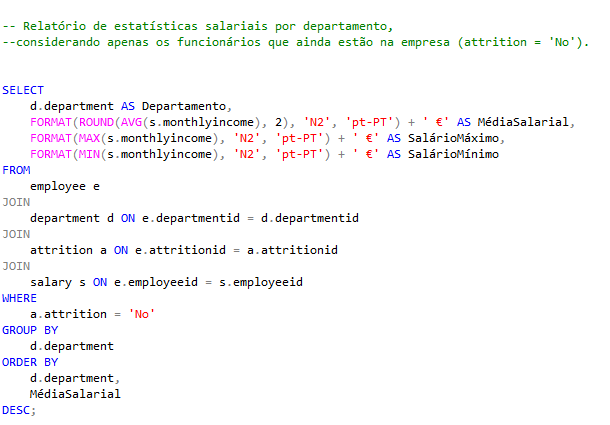 -- Relatório de estatísticas salariais por departamento,
--considerando apenas os funcionários que ainda estão na empresa (attrition = 'No').
SELECT
d.department AS Departamento,
FORMAT(ROUND(AVG(s.monthlyincome), 2), 'N2', 'pt-PT') + ' €' AS MédiaSalarial,
FORMAT(MAX(s.monthlyincome), 'N2', 'pt-PT') + ' €' AS SalárioMáximo,
FORMAT(MIN(s.monthlyincome), 'N2', 'pt-PT') + ' €' AS SalárioMínimo
FROM
employee e
JOIN
department d ON e.departmentid = d.departmentid
JOIN
attrition a ON e.attritionid = a.attritionid
JOIN
salary s ON e.employeeid = s.employeeid
WHERE
a.attrition = 'No'
GROUP BY
d.department
ORDER BY
d.department,
MédiaSalarial
DESC;